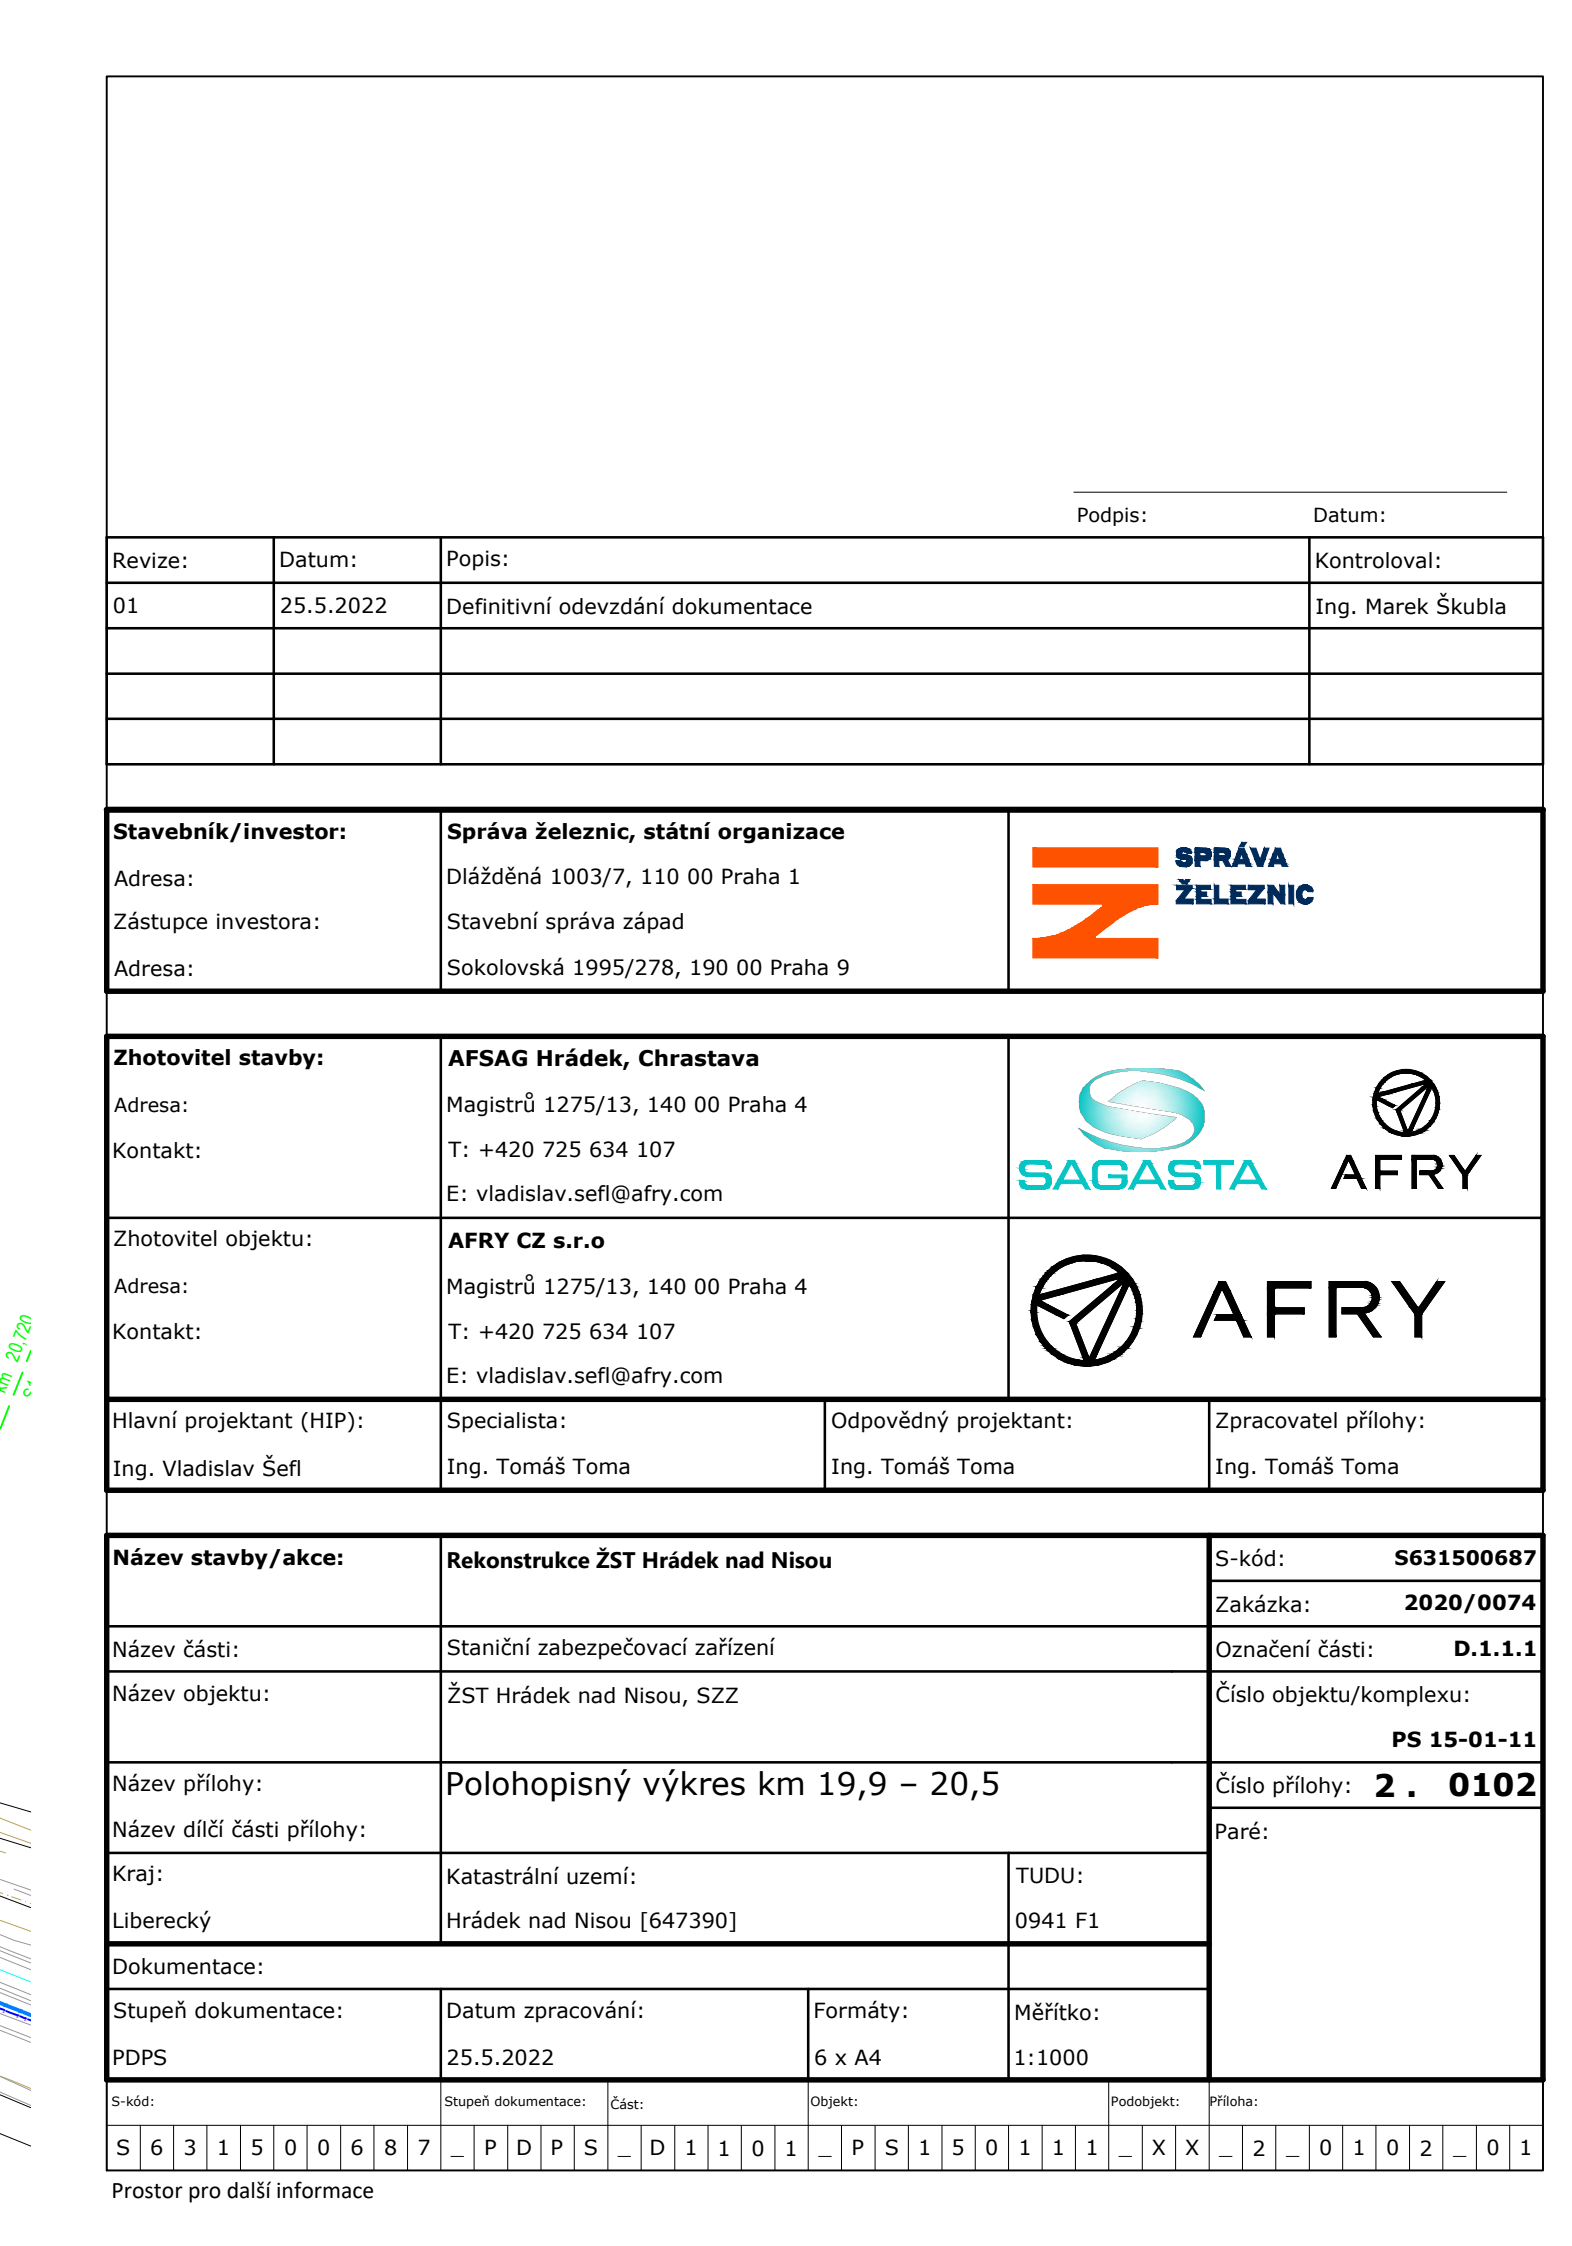 Podpis: Datum:
Revize: Datum: Popis: Kontroloval:
01 25.5.2022 Definitivní odevzdání dokumentace Ing. Marek Škubla
Stavebník/investor: Správa železnic, státní organizace
Adresa: Dlážděná 1003/7, 110 00 Praha 1
Zástupce investora: Stavební správa západ
Adresa: Sokolovská 1995/278, 190 00 Praha 9
SPRÁVA
ŽELEZNIC
Zhotovitel stavby: AFSAG Hrádek, Chrastava
Adresa: Magistrů 1275/13, 140 00 Praha 4
Kontakt: T: +420 725 634 107
E: vladislav.sefl@afry.com
SAGASTA AFRY
Zhotovitel objektu: AFRY CZ s.r.o
Adresa: Magistrů 1275/13, 140 00 Praha 4
Kontakt: T: +420 725 634 107
E: vladislav.sefl@afry.com
AFRY
km 20,720
Hlavní projektant (HIP): Specialista: Odpovědný projektant: Zpracovatel přílohy:
Ing. Vladislav Šefl Ing. Tomáš Toma Ing. Tomáš Toma Ing. Tomáš Toma
Název stavby/akce: Rekonstrukce ŽST Hrádek nad Nisou S-kód: S631500687
Zakázka: 2020/0074
Název části: Staniční zabezpečovací zařízení Označení části: D.1.1.1
Název objektu: ŽST Hrádek nad Nisou, SZZ Číslo objektu/komplexu:
PS 15-01-11
Název přílohy: Polohopisný výkres km 19,9 – 20,5 Číslo přílohy: 2 . 0102
Název dílčí části přílohy: Paré:
Kraj: Katastrální uzemí: TUDU:
Liberecký Hrádek nad Nisou [647390] 0941 F1
Dokumentace:
Stupeň dokumentace: Datum zpracování: Formáty: Měřítko:
PDPS 25.5.2022 6 x A4 1:1000
S-kód: Stupeň dokumentace: Část: Objekt: Podobjekt: Příloha:
S 6 3 1 5 0 0 6 8 7 _ P D P S _ D 1 1 0 1 _ P S 1 5 0 1 1 1 _ X X _ 2 _ 0 1 0 2 _ 0 1
Prostor pro další informace